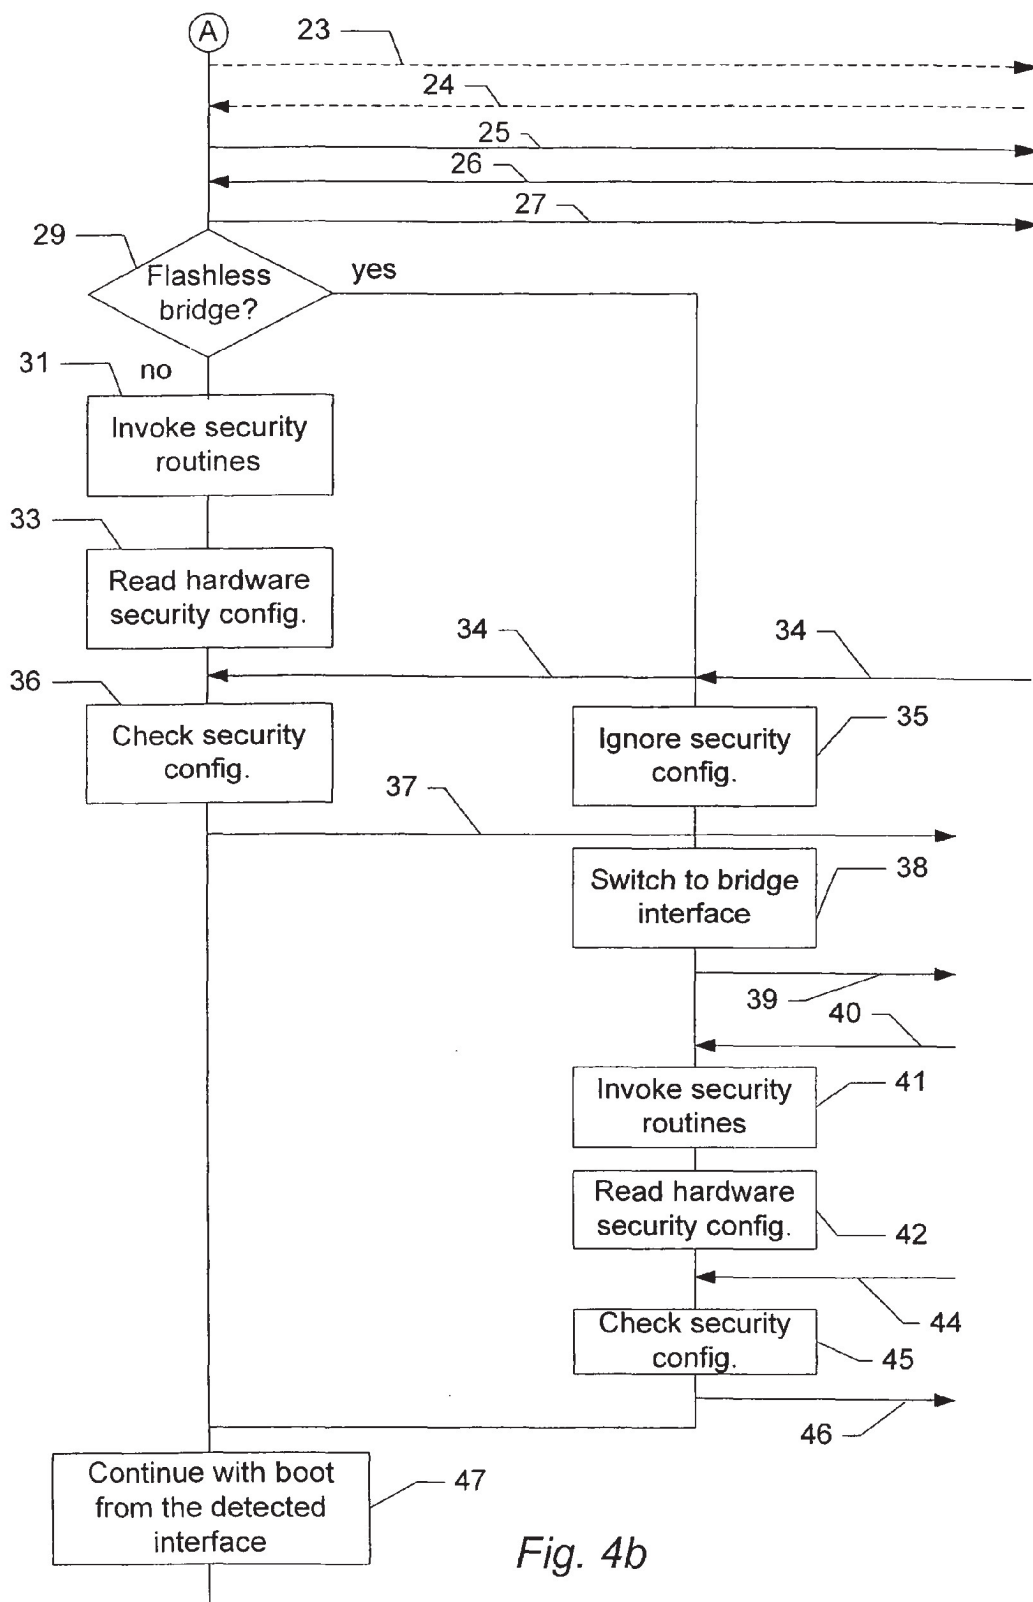 A
23
24
25
26
27
29
Flashless
bridge?
yes
no
31
Invoke security
routines
33
Read hardware
security config.
34
34
36
Check security
config.
35
Ignore security
config.
37
38
Switch to bridge
interface
39
40
41
Invoke security
routines
Read hardware
security config.
42
44
Check security
config.
45
46
Continue with boot
from the detected
interface
47
Fig. 4b